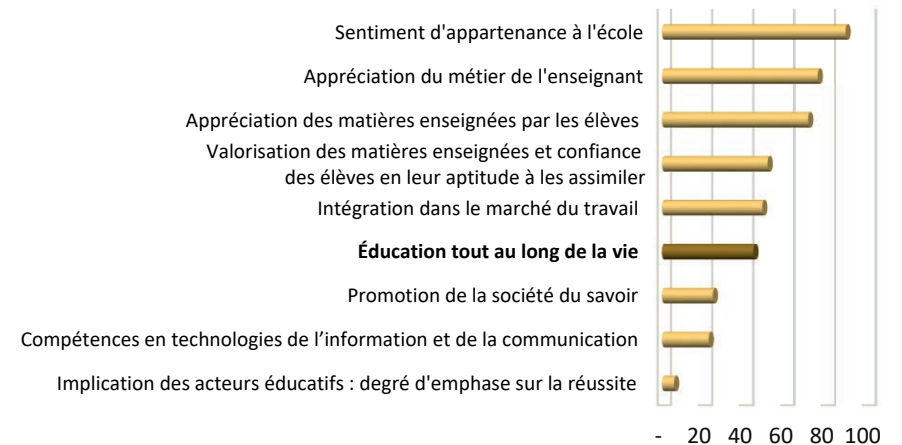 Sentiment d'appartenance à l'école
Appréciation du métier de l'enseignant
Appréciation des matières enseignées par les élèves
Valorisation des matières enseignées et confiance
des élèves en leur aptitude à les assimiler
Intégration dans le marché du travail
Éducation tout au long de la vie
Promotion de la société du savoir
Compétences en technologies de l’information et de la communication
Implication des acteurs éducatifs : degré d'emphase sur la réussite
- 20 40 60 80 100